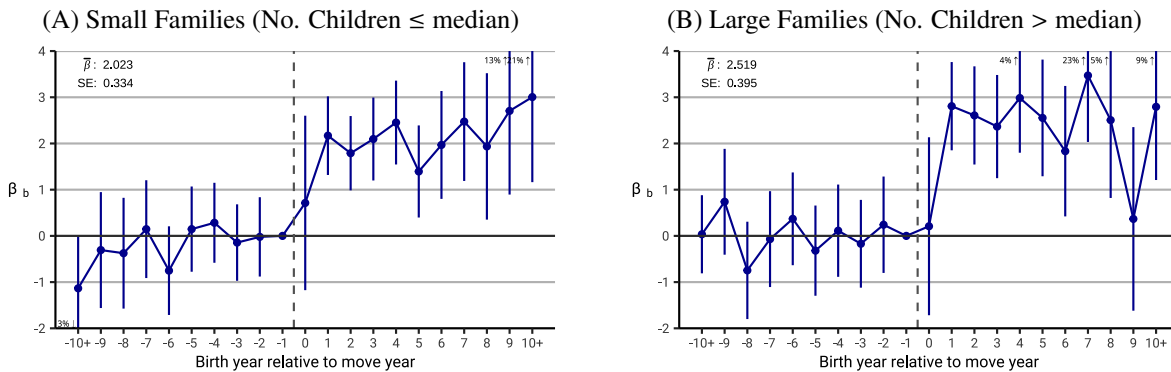 (A) Small Families (No. Children ≤ median)
4
3
2
1
0
-1
-2
β b
β̅ : 2.023
SE: 0.334
13% ↑
21% ↑
3% ↓
-10+ -9 -8 -7 -6 -5 -4 -3 -2 -1 0 1 2 3 4 5 6 7 8 9 10+
Birth year relative to move year
(B) Large Families (No. Children > median)
4
3
2
1
0
-1
-2
β b
β̅ : 2.519
SE: 0.395
4% ↑
23% ↑
5% ↑
9% ↑
-10+ -9 -8 -7 -6 -5 -4 -3 -2 -1 0 1 2 3 4 5 6 7 8 9 10+
Birth year relative to move year